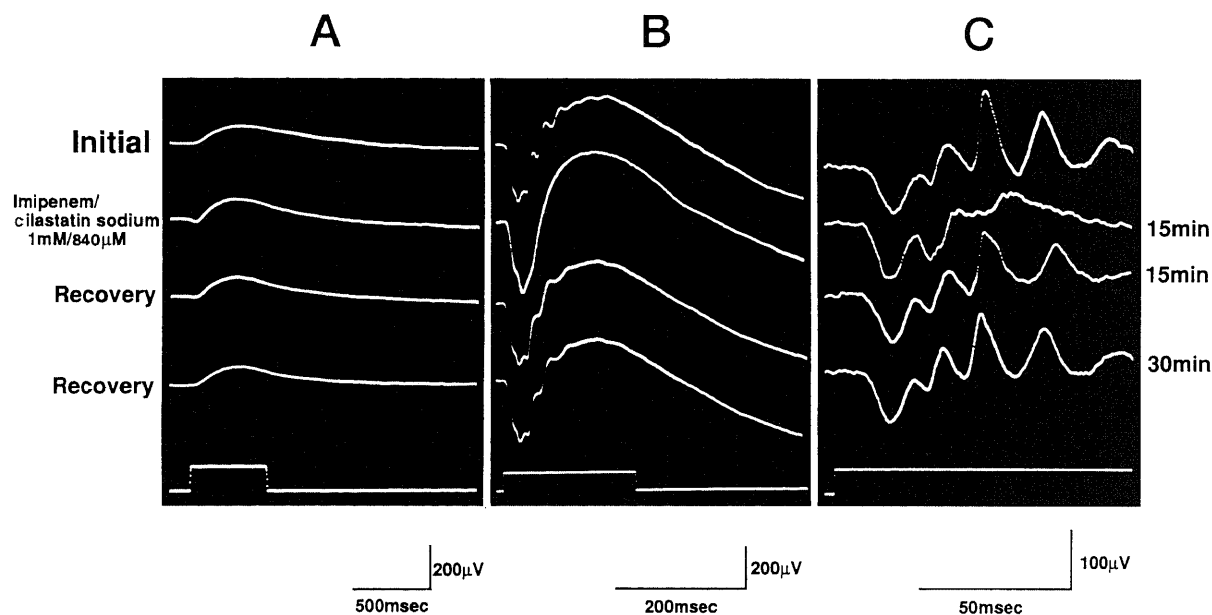 A B C
Initial
Imipenem/
cilastatin sodium
1mM/840μM
15min
15min
Recovery
30min
Recovery
200μV
500msec
200μV
200msec
100μV
50msec